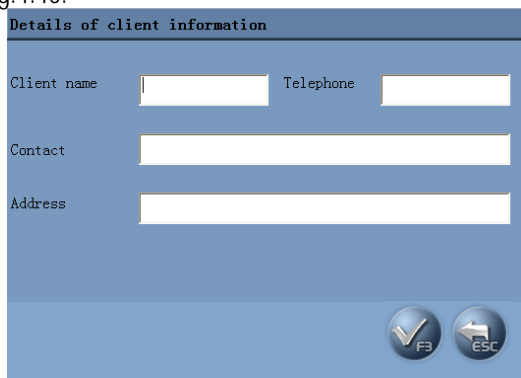 Details of client information
Client name Telephone
Contact
Address
F3 ESC